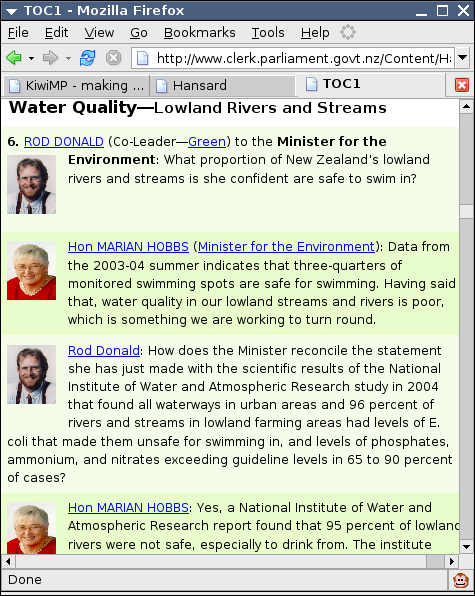 TOC1 - Mozilla Firefox
File Edit View Go Bookmarks Tools Help
http://www.clerk.parliament.govt.nz/Content/Ha
KiwiMP - making ... Hansard TOC1
Water Quality—Lowland Rivers and Streams
6. ROD DONALD (Co-Leader—Green) to the Minister for the
Environment: What proportion of New Zealand's lowland
rivers and streams is she confident are safe to swim in?
Hon MARIAN HOBBS (Minister for the Environment): Data from
the 2003-04 summer indicates that three-quarters of
monitored swimming spots are safe for swimming. Having said
that, water quality in our lowland streams and rivers is poor,
which is something we are working to turn round.
Rod Donald: How does the Minister reconcile the statement
she has just made with the scientific results of the National
Institute of Water and Atmospheric Research study in 2004
that found all waterways in urban areas and 96 percent of
rivers and streams in lowland farming areas had levels of E.
coli that made them unsafe for swimming in, and levels of phosphates,
ammonium, and nitrates exceeding guideline levels in 65 to 90 percent
of cases?
Hon MARIAN HOBBS: Yes, a National Institute of Water and
Atmospheric Research report found that 95 percent of lowland
rivers were not safe, especially to drink from. The institute
Done